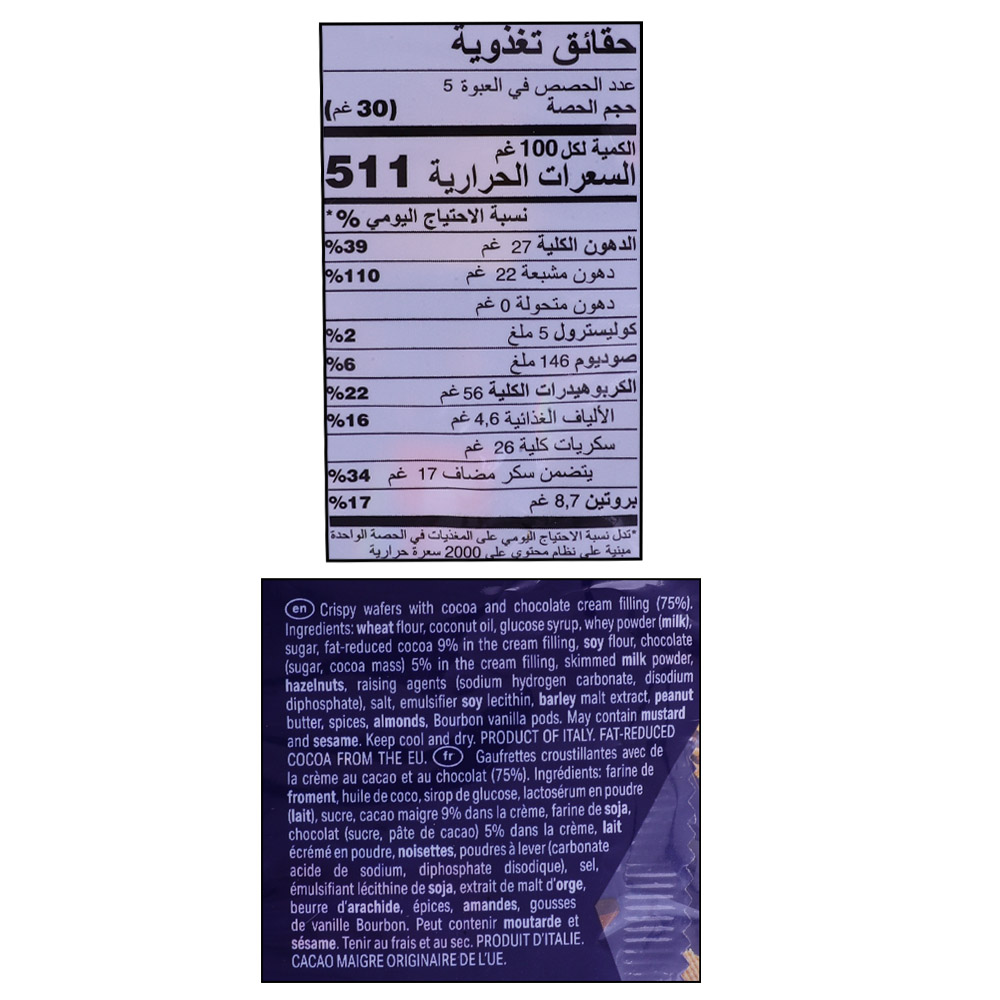 حقائق تغذوية
عدد الحصص في العبوة 5
حجم الحصة (30 غم)
الكمية لكل 100 غم
السعرات الحرارية 511
نسبة الاحتياج اليومي %*
الدهون الكلية 27 غم 39%
دهون مشبعة 22 غم 110%
دهون متحولة 0 غم
كوليسترول 5 ملغ 2%
صوديوم 146 ملغ 6%
الكربوهيدرات الكلية 56 غم 22%
الألياف الغذائية 4,6 غم 16%
سكريات كلية 26 غم
يتضمن سكر مضاف 17 غم 34%
بروتين 8,7 غم 17%
*تدل نسبة الاحتياج اليومي على المغذيات في الحصة الواحدة
مبنية على نظام محتوي على 2000 سعرة حرارية
en Crispy wafers with cocoa and chocolate cream filling (75%).
Ingredients: wheat flour, coconut oil, glucose syrup, whey powder (milk),
sugar, fat-reduced cocoa 9% in the cream filling, soy flour, chocolate
(sugar, cocoa mass) 5% in the cream filling, skimmed milk powder,
hazelnuts, raising agents (sodium hydrogen carbonate, disodium
diphosphate), salt, emulsifier soy lecithin, barley malt extract, peanut
butter, spices, almonds, Bourbon vanilla pods. May contain mustard
and sesame. Keep cool and dry. PRODUCT OF ITALY. FAT-REDUCED
COCOA FROM THE EU. fr Gaufrettes croustillantes avec de
la crème au cacao et au chocolat (75%). Ingrédients: farine de
froment, huile de coco, sirop de glucose, lactosérum en poudre
(lait), sucre, cacao maigre 9% dans la crème, farine de soja,
chocolat (sucre, pâte de cacao) 5% dans la crème, lait
écrémé en poudre, noisettes, poudres à lever (carbonate
acide de sodium, diphosphate disodique), sel,
émulsifiant lécithine de soja, extrait de malt d'orge,
beurre d'arachide, épices, amandes, gousses
de vanille Bourbon. Peut contenir moutarde et
sésame. Tenir au frais et au sec. PRODUIT D'ITALIE.
CACAO MAIGRE ORIGINAIRE DE L'UE.